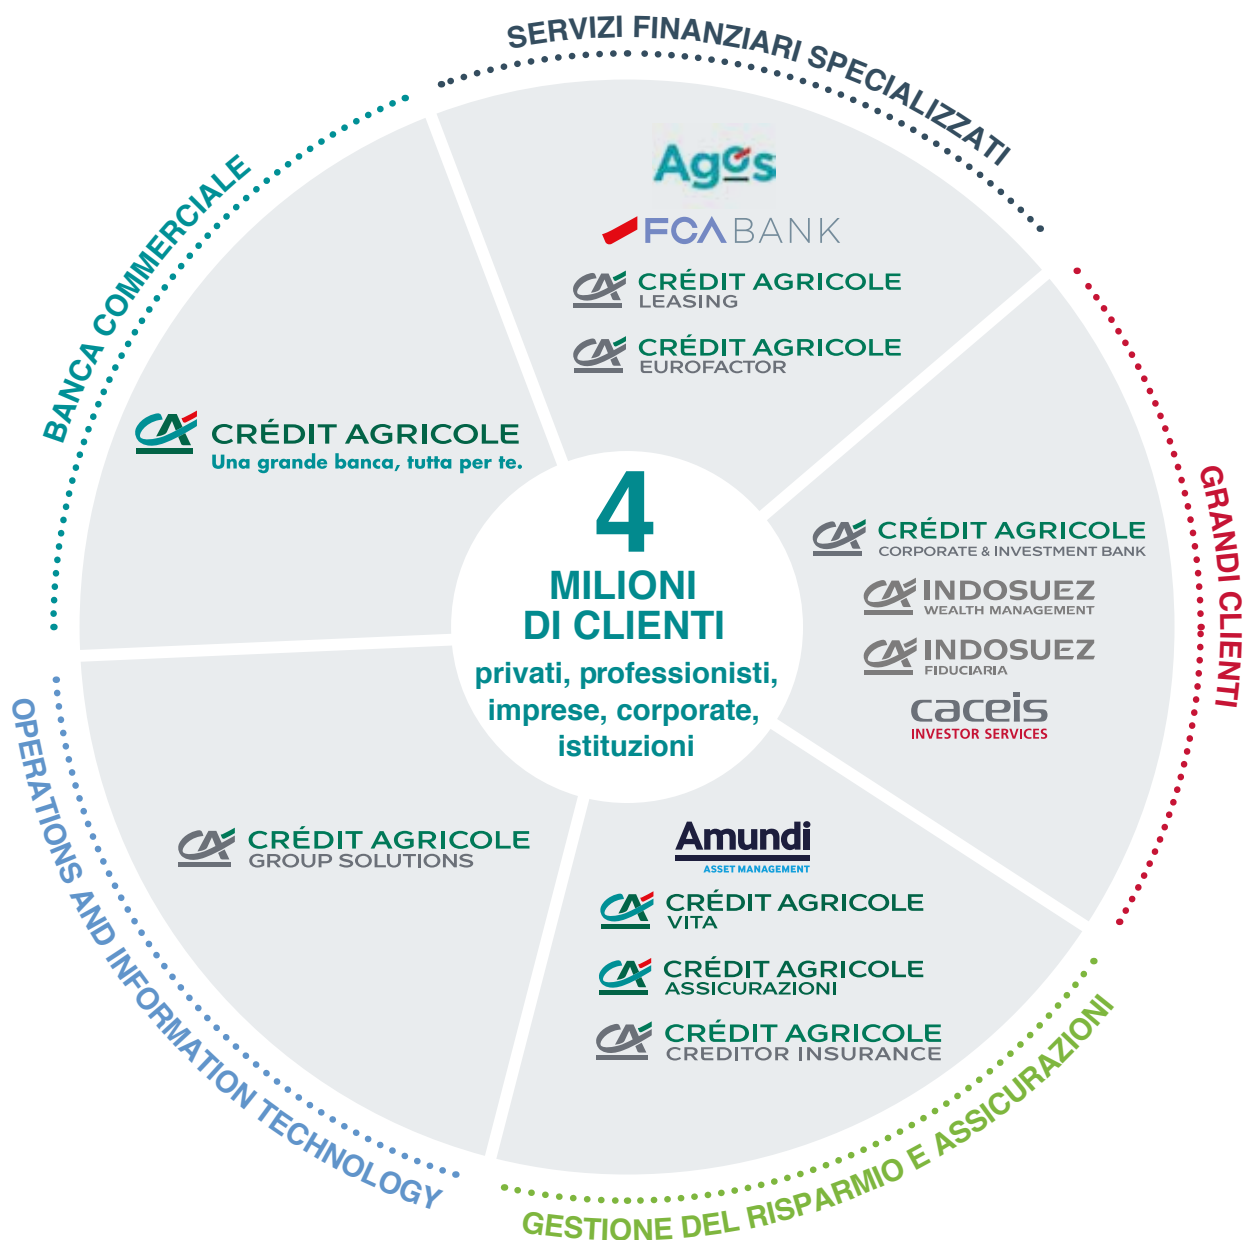 SERVIZI FINANZIARI SPECIALIZZATI
Agos
FCA BANK
CRÉDIT AGRICOLE
LEASING
CRÉDIT AGRICOLE
EUROFACTOR
BANCA COMMERCIALE
CRÉDIT AGRICOLE
Una grande banca, tutta per te.
4
MILIONI
DI CLIENTI
privati, professionisti,
imprese, corporate,
istituzioni
GRANDI CLIENTI
CRÉDIT AGRICOLE
CORPORATE & INVESTMENT BANK
INDOSUEZ
WEALTH MANAGEMENT
INDOSUEZ
FIDUCIARIA
caceis
INVESTOR SERVICES
OPERATIONS AND INFORMATION TECHNOLOGY
CRÉDIT AGRICOLE
GROUP SOLUTIONS
Amundi
ASSET MANAGEMENT
CRÉDIT AGRICOLE
VITA
CRÉDIT AGRICOLE
ASSICURAZIONI
CRÉDIT AGRICOLE
CREDITOR INSURANCE
GESTIONE DEL RISPARMIO E ASSICURAZIONI